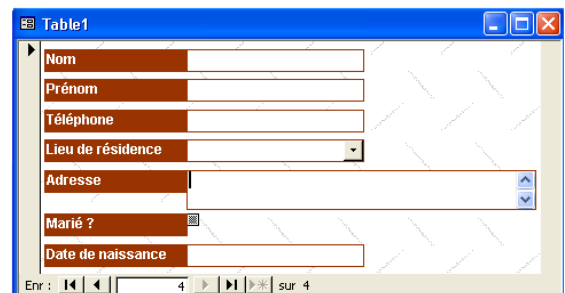 Table1
Nom
Prénom
Téléphone
Lieu de résidence
Adresse
Marié ?
Date de naissance
Enr : 4 sur 4